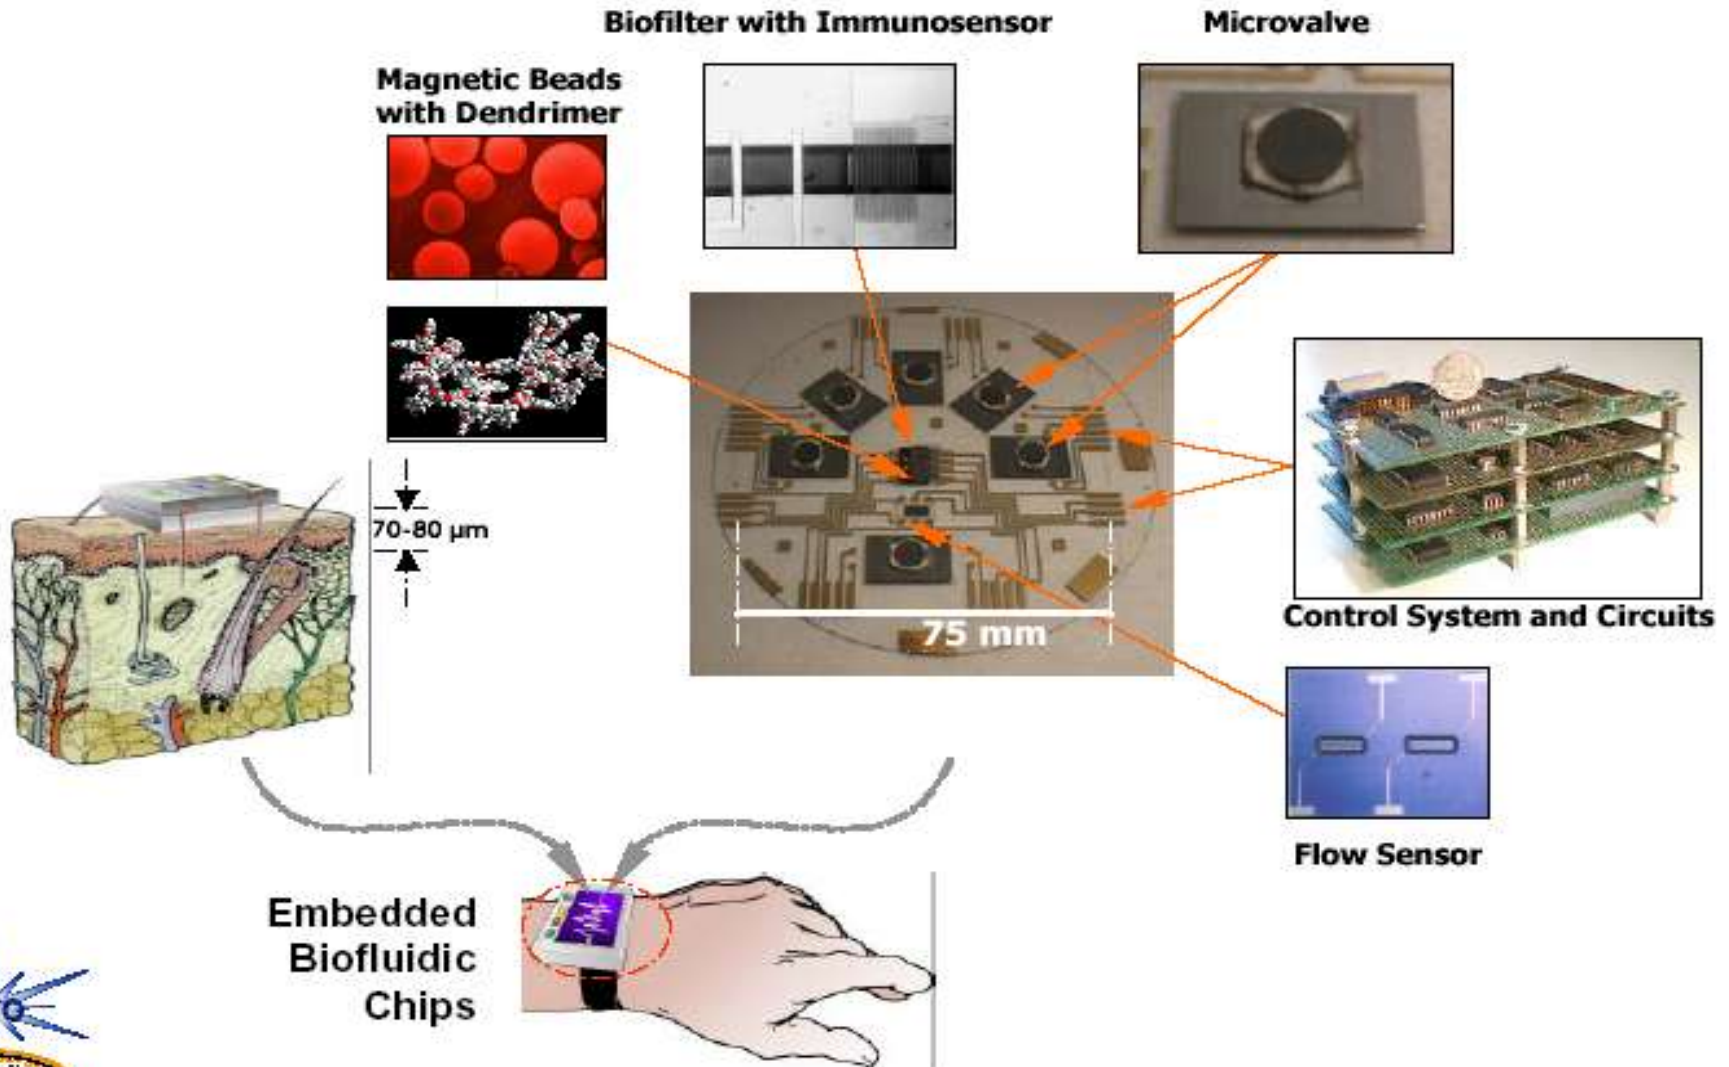 Biofilter with Immunosensor
Microvalve
Magnetic Beads
with Dendrimer
70-80 µm
75 mm
Control System and Circuits
Flow Sensor
Embedded
Biofluidic
Chips